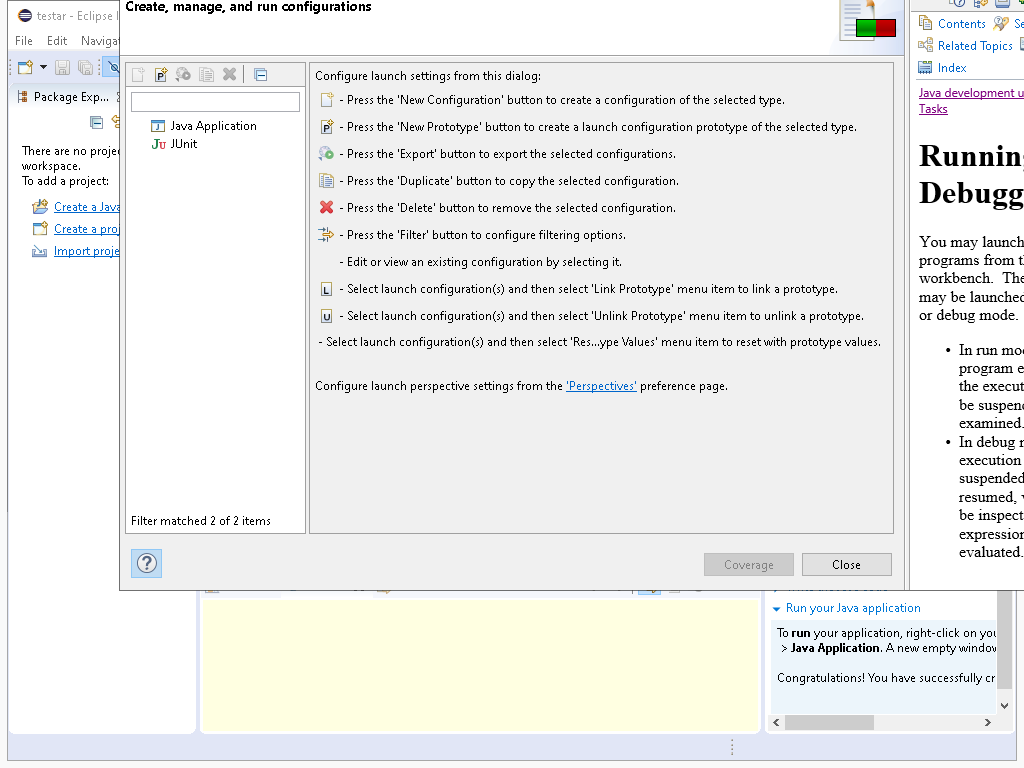 Create, manage, and run configurations
testar - Eclipse I
File Edit Navigat
Package Exp...
There are no proje
workspace.
To add a project:
Create a Java
Create a proj
Import proje
Java Application
JUnit
Filter matched 2 of 2 items
Configure launch settings from this dialog:
- Press the 'New Configuration' button to create a configuration of the selected type.
- Press the 'New Prototype' button to create a launch configuration prototype of the selected type.
- Press the 'Export' button to export the selected configurations.
- Press the 'Duplicate' button to copy the selected configuration.
- Press the 'Delete' button to remove the selected configuration.
- Press the 'Filter' button to configure filtering options.
- Edit or view an existing configuration by selecting it.
- Select launch configuration(s) and then select 'Link Prototype' menu item to link a prototype.
- Select launch configuration(s) and then select 'Unlink Prototype' menu item to unlink a prototype.
- Select launch configuration(s) and then select 'Res...ype Values' menu item to reset with prototype values.
Configure launch perspective settings from the 'Perspectives' preference page.
Coverage
Close
Contents Se
Related Topics
Index
Java development u
Tasks
Running
Debugg
You may launch
programs from th
workbench. The
may be launched
or debug mode.
• In run mod
program e
the execut
be suspend
examined.
• In debug m
execution
suspended
resumed, v
be inspect
expression
evaluated.
Run your Java application
To run your application, right-click on you
> Java Application. A new empty window
Congratulations! You have successfully cr